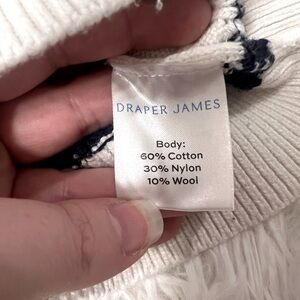 DRAPER JAMES
Body:
60% Cotton
30% Nylon
10% Wool